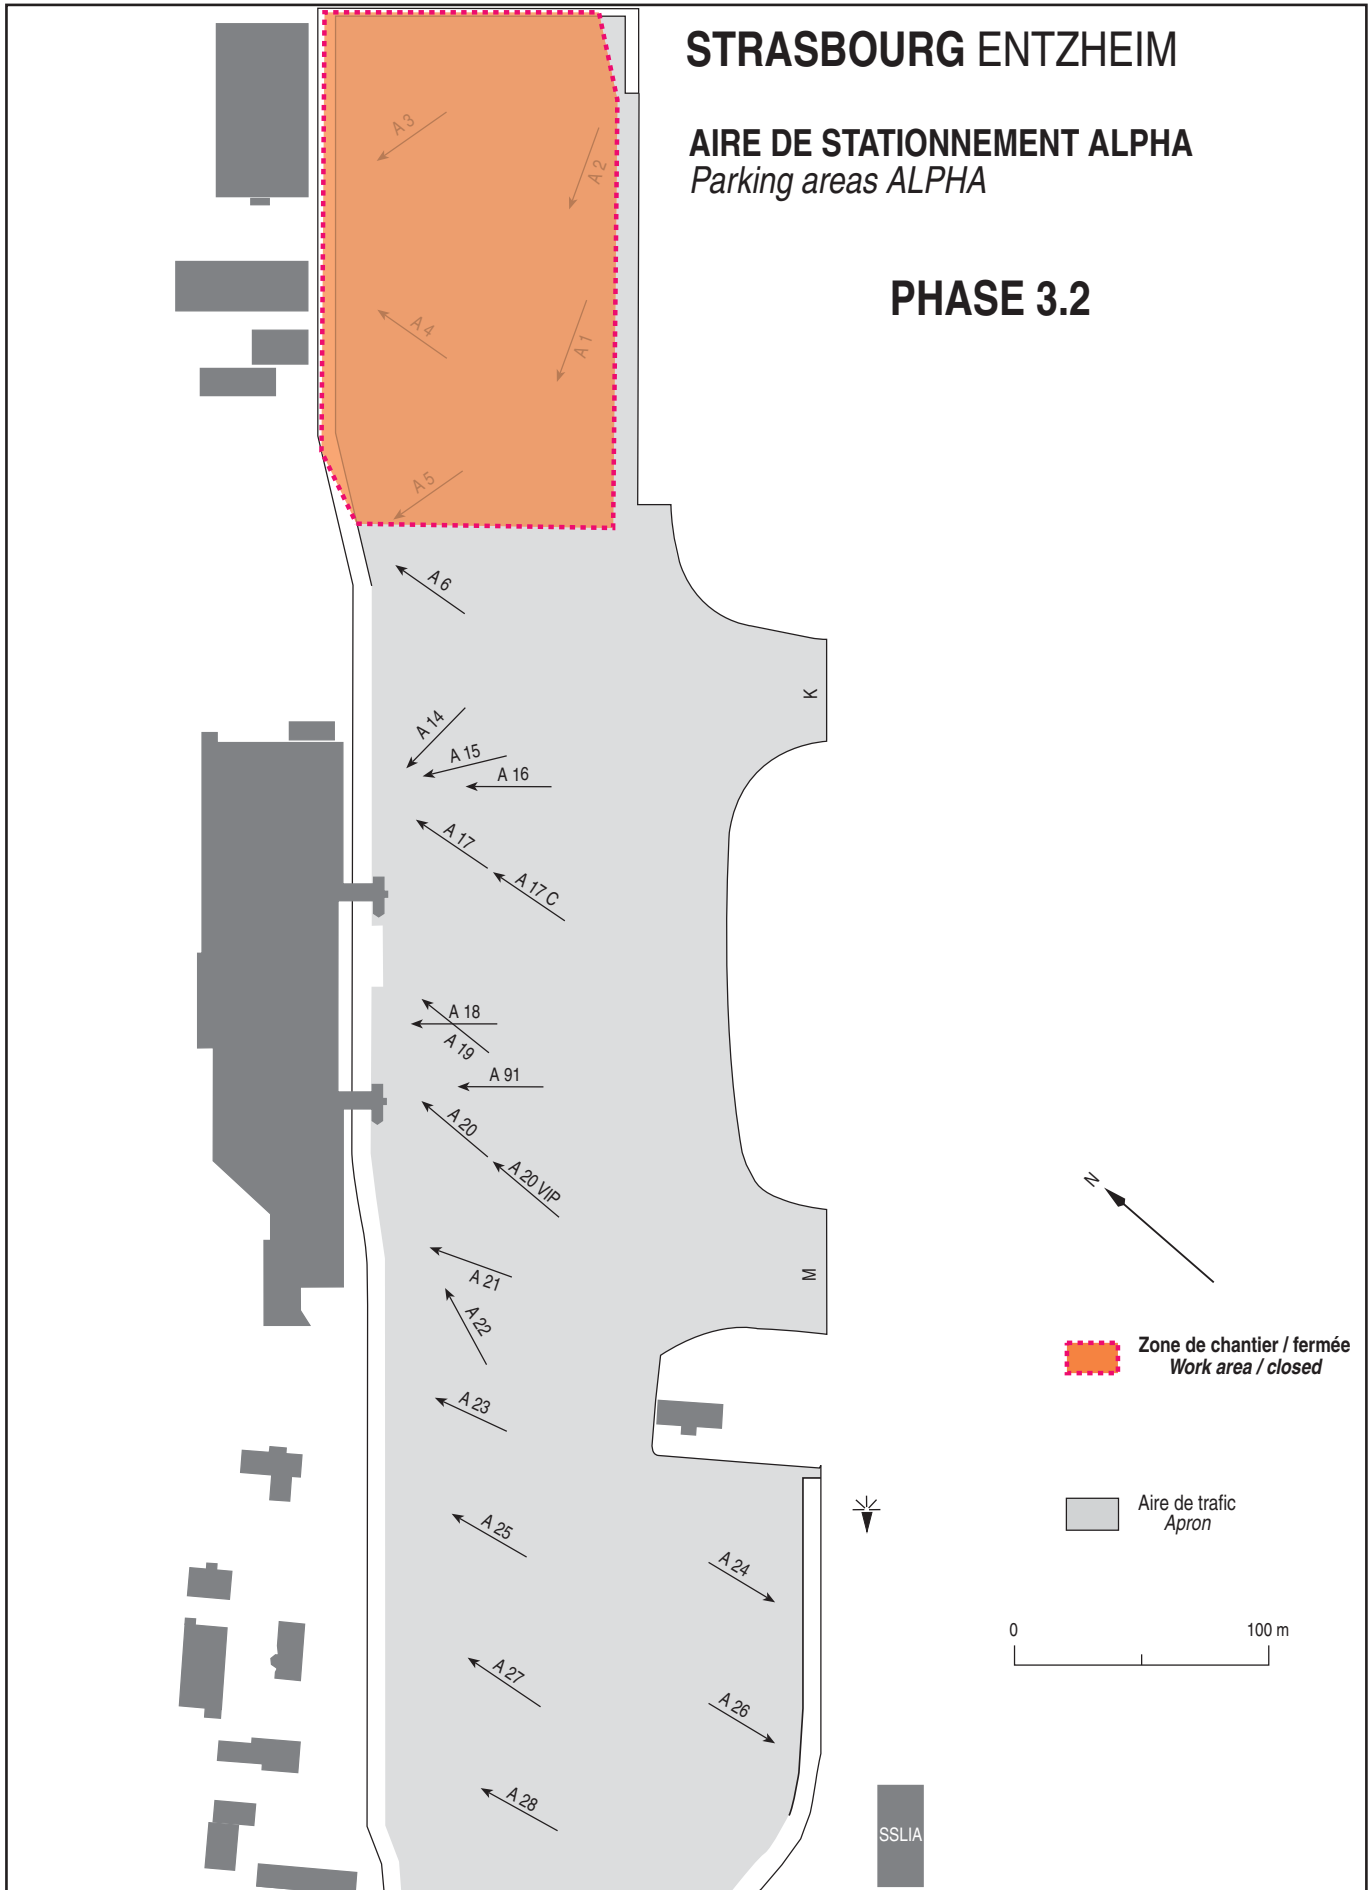 STRASBOURG ENTZHEIM
AIRE DE STATIONNEMENT ALPHA
Parking areas ALPHA
PHASE 3.2
A 3
A 2
A 4
A 1
A 5
A 6
K
A 14
A 15
A 16
A 17
A 17 C
A 18
A 19
A 91
A 20
A 20 VIP
N
A 21
M
A 22
Zone de chantier / fermée
Work area / closed
A 23
Aire de trafic
Apron
A 25
A 24
0
100 m
A 27
A 26
A 28
SSLIA